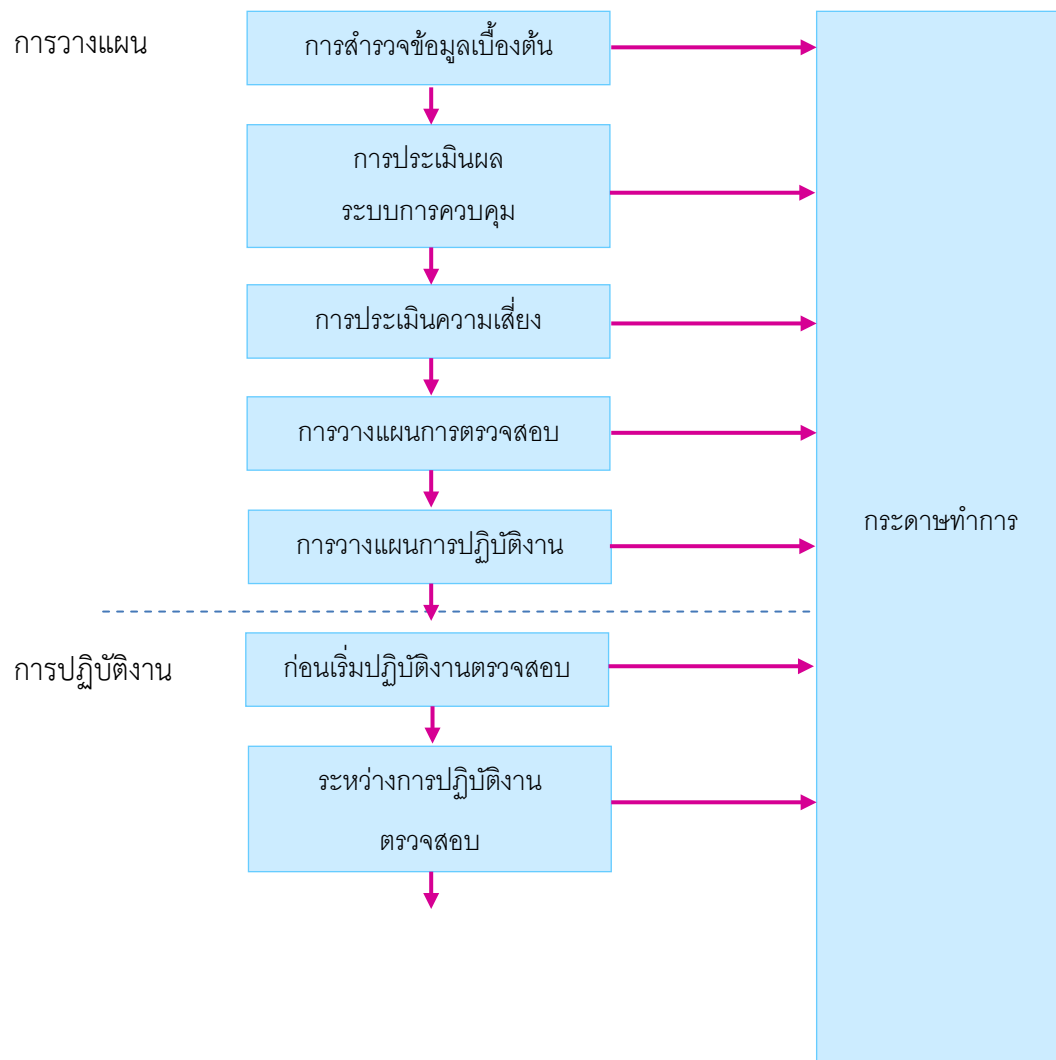 การวางแผน
การสำรวจข้อมูลเบื้องต้น
การประเมินผล
ระบบการควบคุม
การประเมินความเสี่ยง
การวางแผนการตรวจสอบ
การวางแผนการปฏิบัติงาน
กระดาษทำการ
การปฏิบัติงาน
ก่อนเริ่มปฏิบัติงานตรวจสอบ
ระหว่างการปฏิบัติงาน
ตรวจสอบ